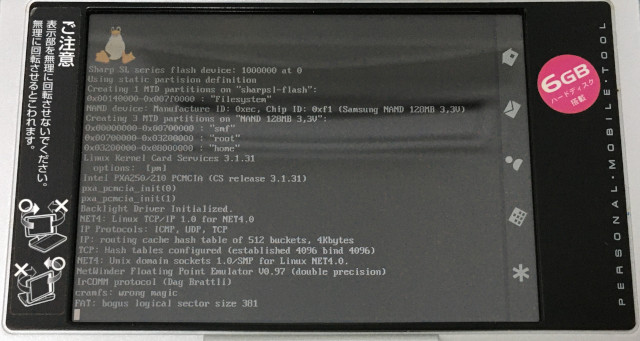 ご注意
表示部を無理に回転させないでください。
無理に回転させるとこわれます。
Sharp SL series flash device: 1000000 at 0
Using static partision definition
Creating 1 MTD partitions on "sharpsl-flash":
0x00140000-0x00700000 : "Filesystem"
NAND device: Manufacture ID: 0xec, Chip ID: 0xf1 (Samsung NAND 128MB 3,3V)
Creating 3 MTD partitions on "NAND 128MB 3,3V":
0x00000000-0x00700000 : "smf"
0x00700000-0x03200000 : "root"
0x03200000-0x08000000 : "home"
Linux Kernel Card Services 3.1.31
options: [pm]
Intel PXA250/210 PCMCIA (CS release 3.1.31)
pxa_pcmcia_init(0)
pxa_pcmcia_init(1)
Backlight Driver Initialized.
NET4: Linux TCP/IP 1.0 for NET4.0
IP Protocols: ICMP, UDP, TCP
IP: routing cache hash table of 512 buckets, 4Kbytes
TCP: Hash tables configured (established 4096 bind 4096)
NET4: Unix domain sockets 1.0/SMP for Linux NET4.0.
NetWinder Floating Point Emulator V0.97 (double precision)
IrCOMM protocol (Dag Brattli)
cramfs: wrong magic
FAT: bogus logical sector size 381
6GB
ハードディスク
搭載
PERSONAL・MOBILE・TOOL